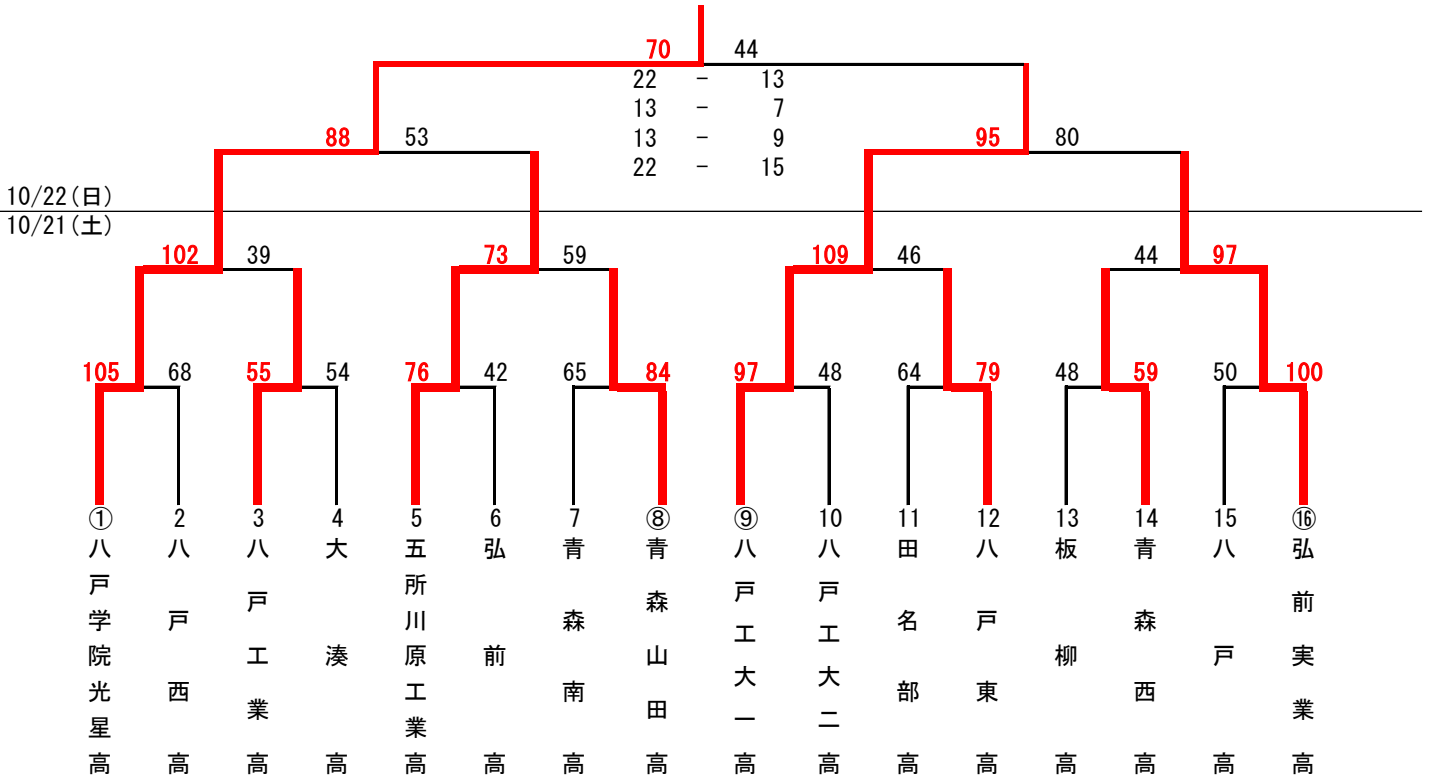 70 44
22 - 13
13 - 7
13 - 9
22 - 15
88 53 95 80
10/22(日)
10/21(土)
102 39 73 59 109 46 44 97
105 68 55 54 76 42 65 84 97 48 64 79 48 59 50 100
① 2 3 4 5 6 7 ⑧ ⑨ 10 11 12 13 14 15 ⑯
八戸学院光星高
八戸西高
八戸工業高
大湊高
五所川原工業高
弘前高
青森南高
青森山田高
八戸工大一高
八戸工大二高
田名部高
八戸東高
板柳高
青森西高
八戸高
弘前実業高